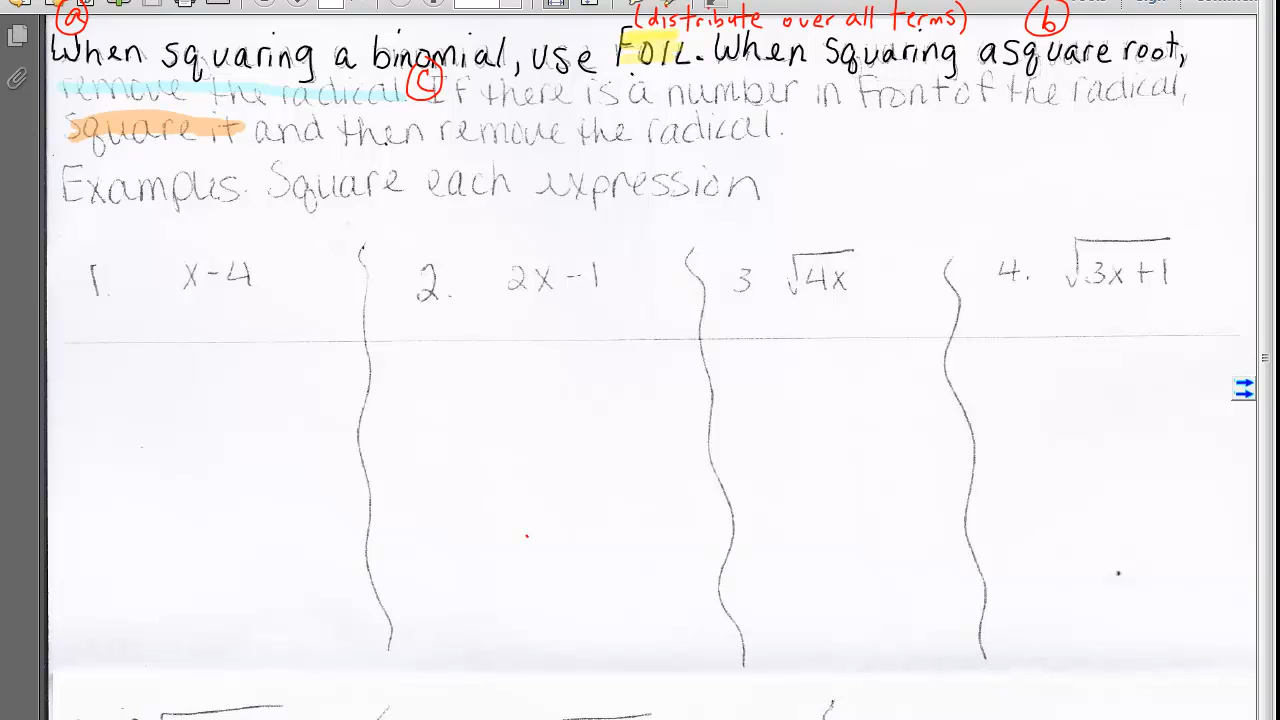 (distribute over all terms)
a b
When squaring a binomial, use FOIL. When squaring a square root,
remove the radical. c If there is a number in front of the radical,
square it and then remove the radical.
Examples. Square each expression
1. x-4 2. 2x-1 3 √4x 4. √3x+1